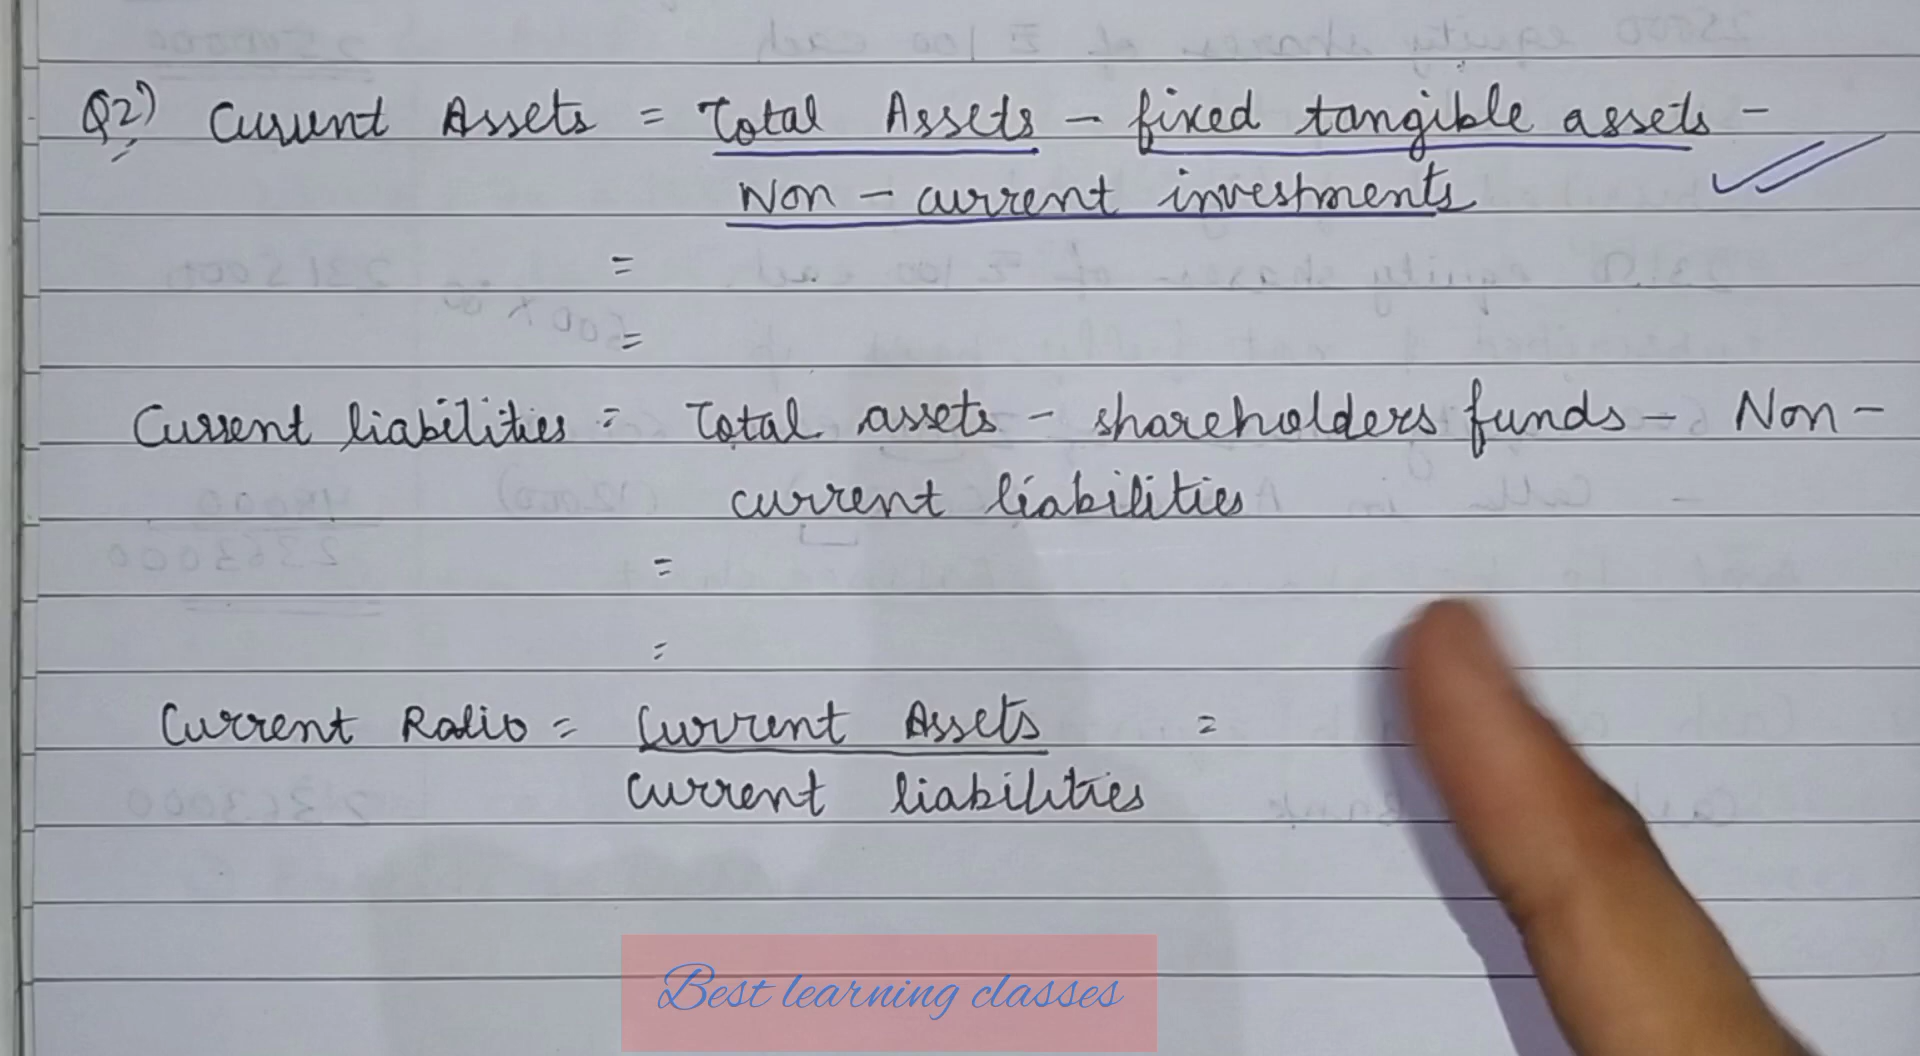 Q2) Current Assets = Total Assets - fixed tangible assets -
Non - current investments
=
=
Current liabilities = Total assets - shareholders funds - Non -
current liabilities
=
=
Current Ratio = Current Assets =
Current liabilities
Best learning classes